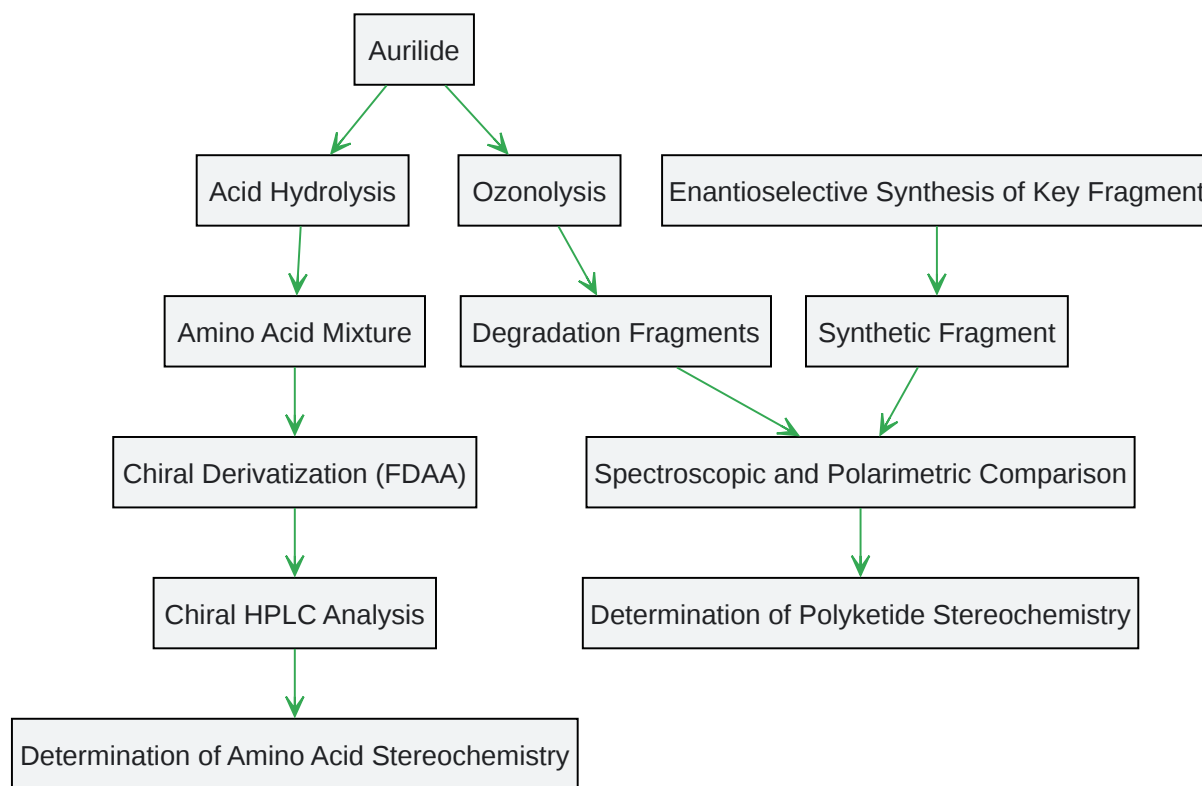 Aurilide
Acid Hydrolysis
Ozonolysis
Enantioselective Synthesis of Key Fragment
Amino Acid Mixture
Degradation Fragments
Synthetic Fragment
Chiral Derivatization (FDAA)
Spectroscopic and Polarimetric Comparison
Chiral HPLC Analysis
Determination of Polyketide Stereochemistry
Determination of Amino Acid Stereochemistry